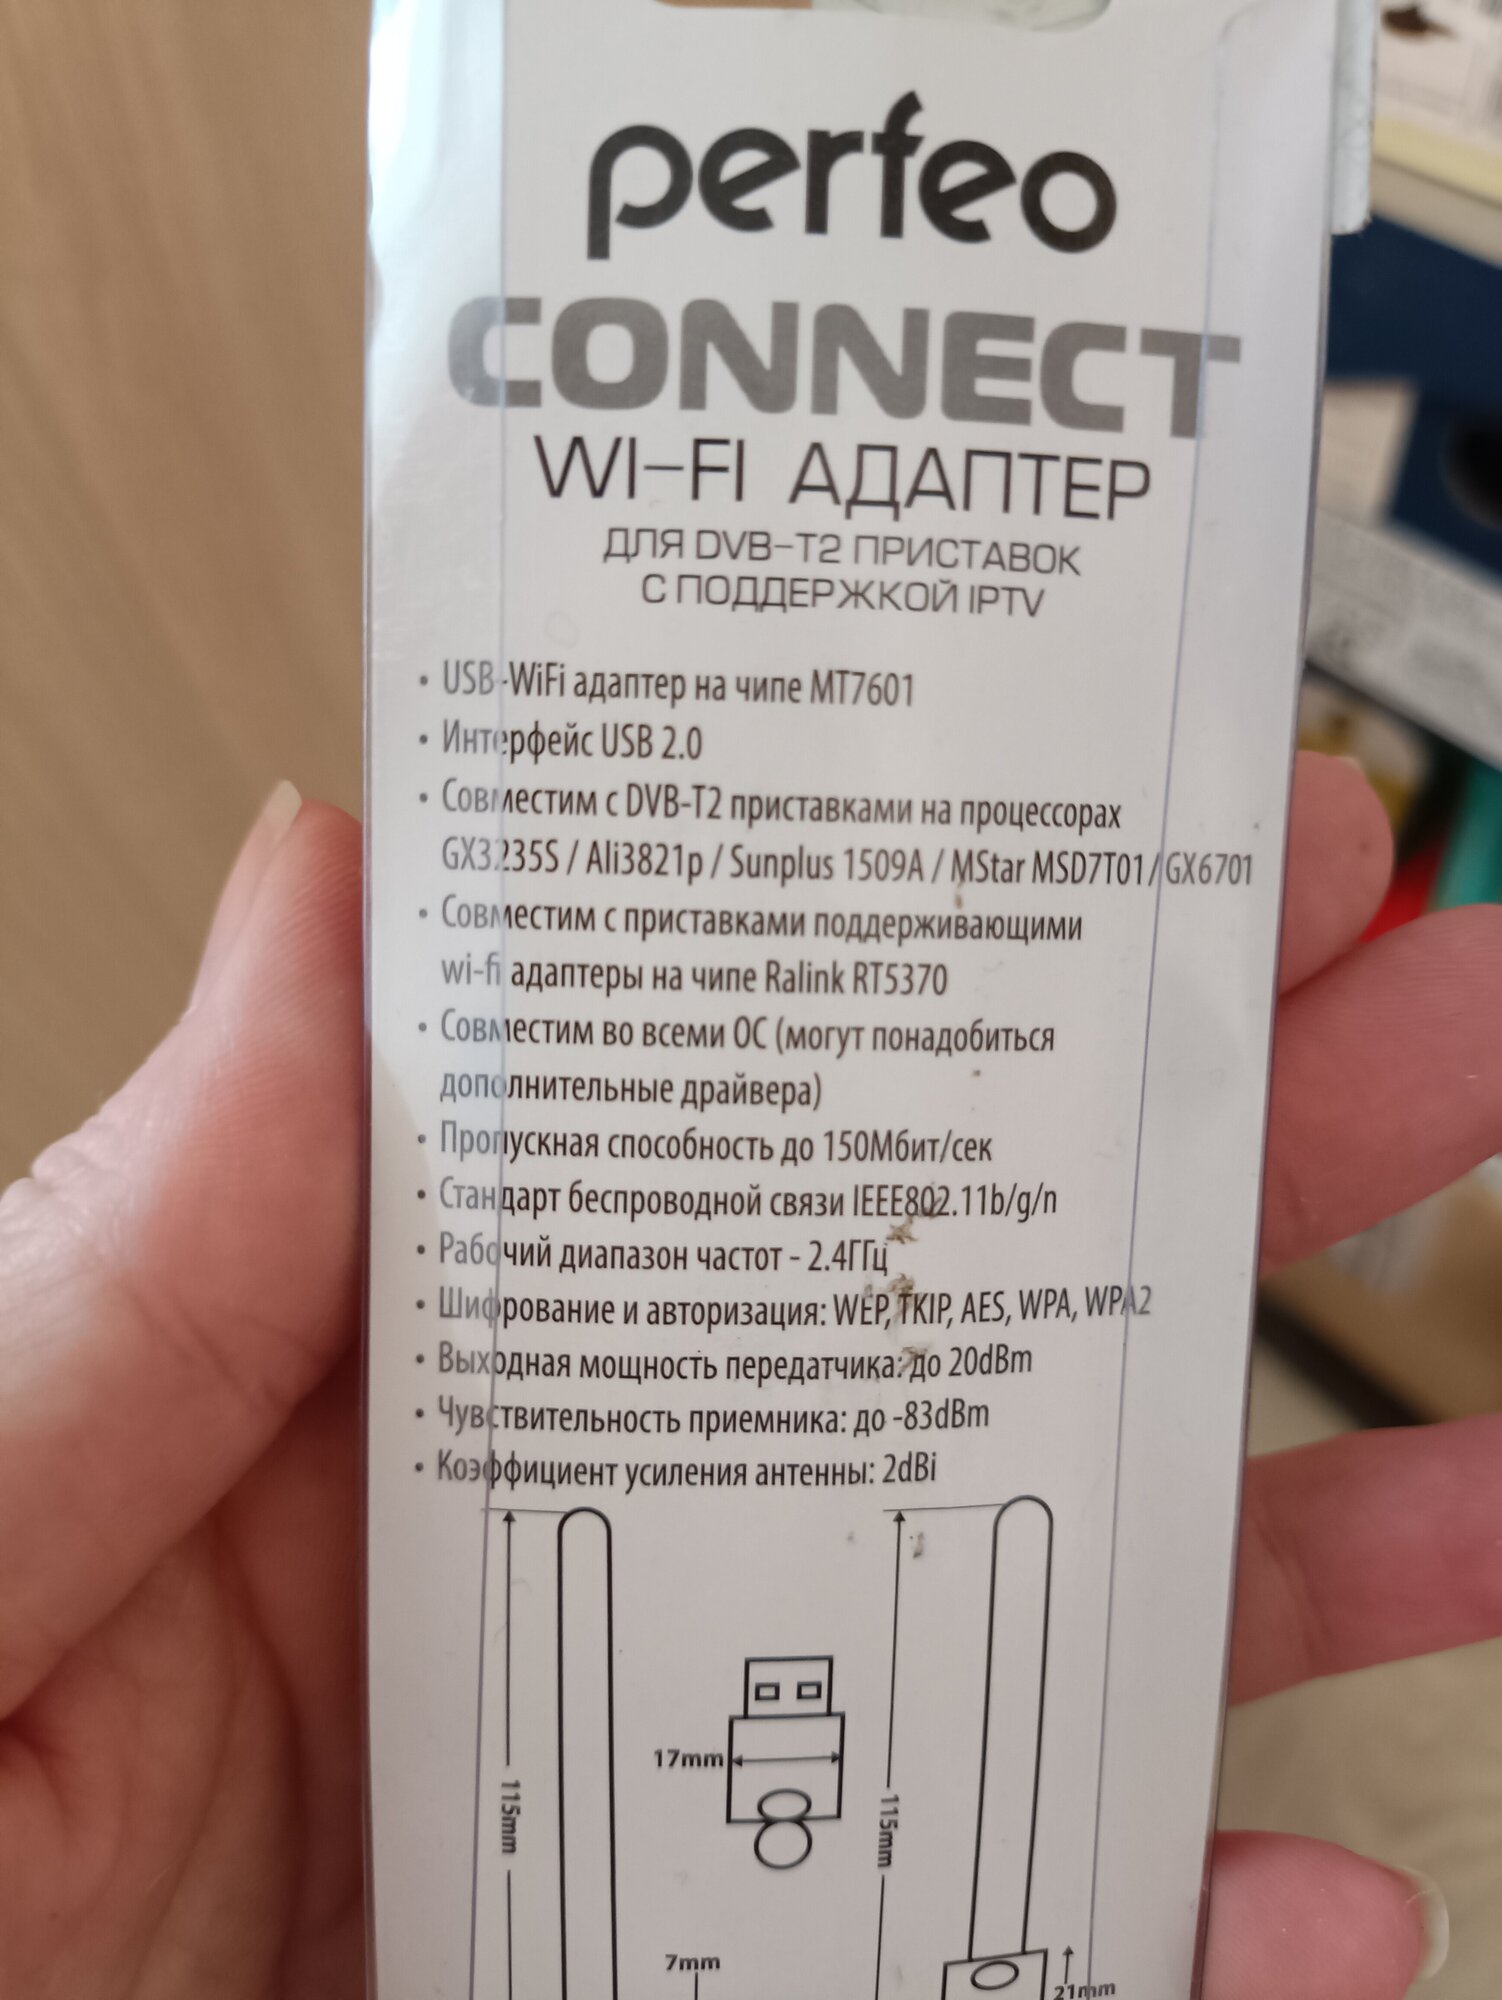 perfeo
CONNECT
WI-FI АДАПТЕР
ДЛЯ DVB-T2 ПРИСТАВОК
С ПОДДЕРЖКОЙ IPTV
• USB-WiFi адаптер на чипе MT7601
• Интерфейс USB 2.0
• Совместим с DVB-T2 приставками на процессорах
GX3235S / Ali3821p / Sunplus 1509A / MStar MSD7T01/ GX6701
• Совместим с приставками поддерживающими
wi-fi адаптеры на чипе Ralink RT5370
• Совместим во всеми ОС (могут понадобиться
дополнительные драйвера)
• Пропускная способность до 150Мбит/сек
• Стандарт беспроводной связи IEEE802.11b/g/n
• Рабочий диапазон частот - 2.4ГГц
• Шифрование и авторизация: WEP, TKIP, AES, WPA, WPA2
• Выходная мощность передатчика: до 20dBm
• Чувствительность приемника: до -83dBm
• Коэффициент усиления антенны: 2dBi
17mm
115mm
115mm
7mm
21mm